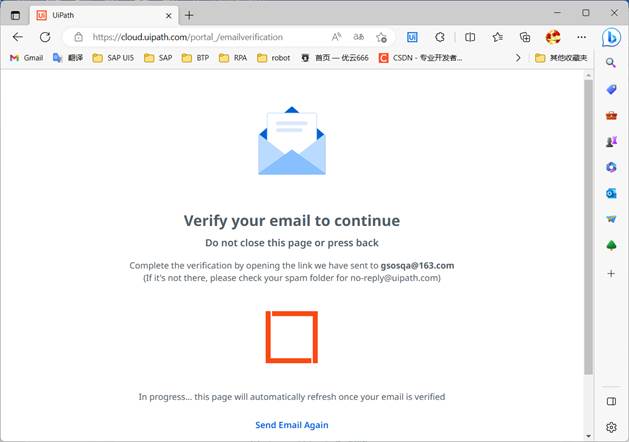 UiPath
https://cloud.uipath.com/portal_/emailverification
Gmail
翻译
SAP UI5
SAP
BTP
RPA
robot
首页 — 优云666
CSDN - 专业开发者...
其他收藏夹
Verify your email to continue
Do not close this page or press back
Complete the verification by opening the link we have sent to gsosqa@163.com
(If it's not there, please check your spam folder for no-reply@uipath.com)
In progress... this page will automatically refresh once your email is verified
Send Email Again